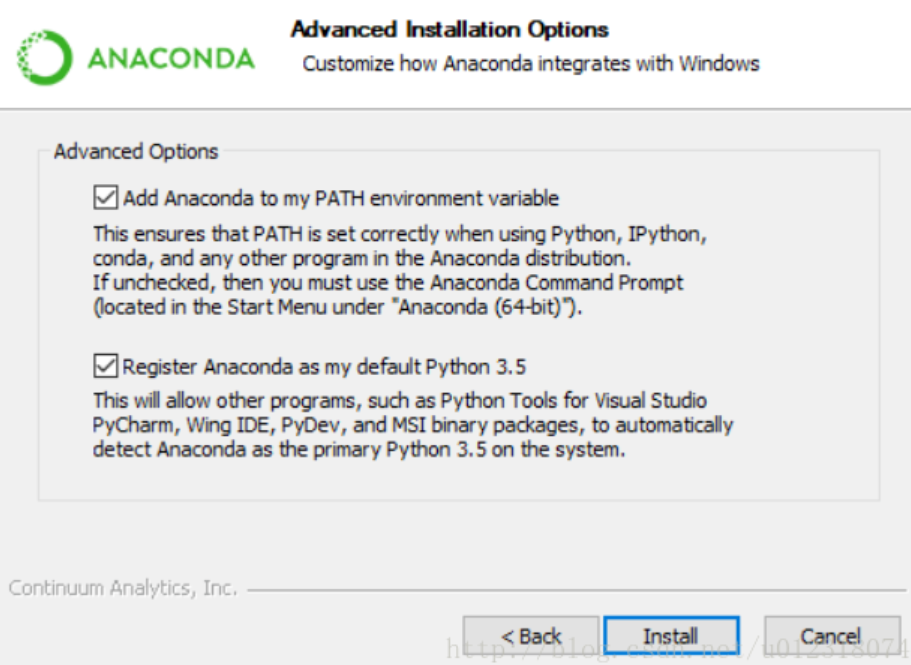 Advanced Installation Options
ANACONDA
Customize how Anaconda integrates with Windows
Advanced Options
Add Anaconda to my PATH environment variable
This ensures that PATH is set correctly when using Python, IPython,
conda, and any other program in the Anaconda distribution.
If unchecked, then you must use the Anaconda Command Prompt
(located in the Start Menu under "Anaconda (64-bit)").
Register Anaconda as my default Python 3.5
This will allow other programs, such as Python Tools for Visual Studio
PyCharm, Wing IDE, PyDev, and MSI binary packages, to automatically
detect Anaconda as the primary Python 3.5 on the system.
Continuum Analytics, Inc.
< Back Install Cancel
http://blog.csdn.net/u012318074